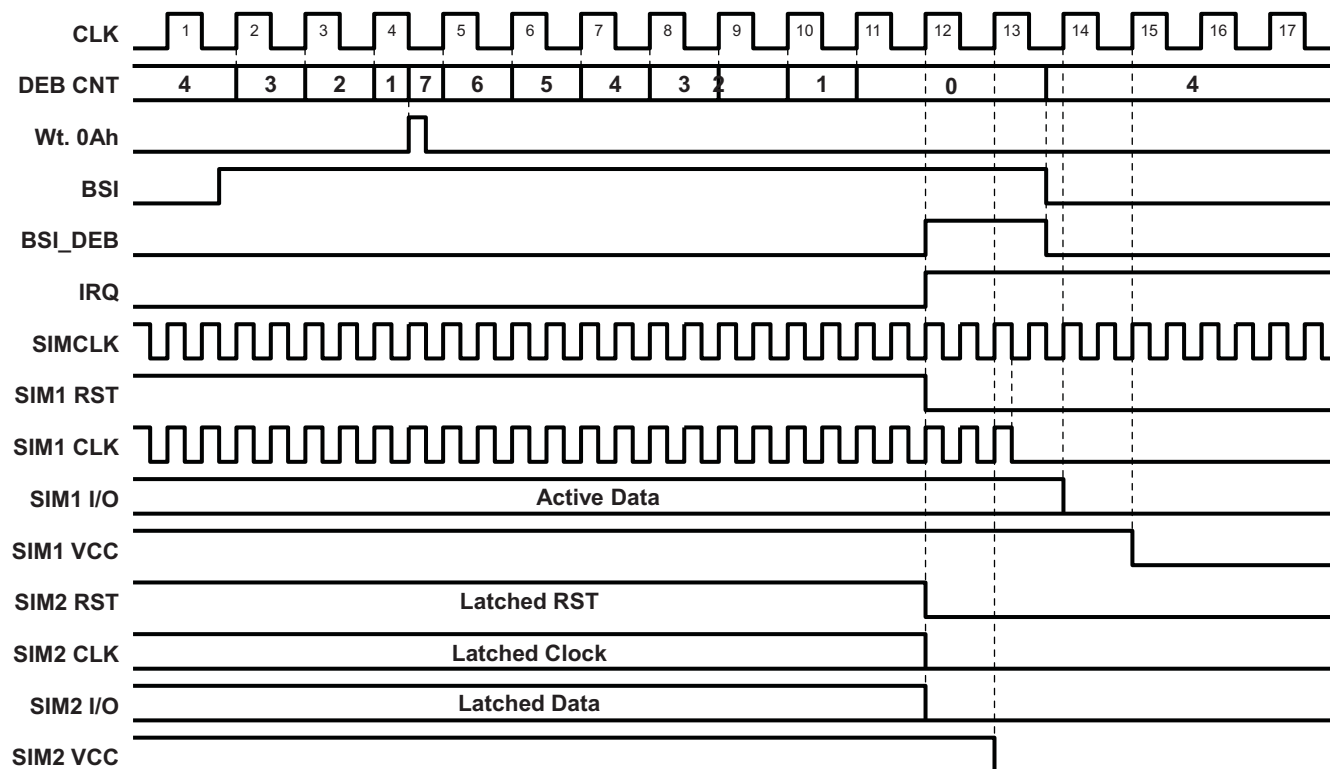 CLK 1 2 3 4 5 6 7 8 9 10 11 12 13 14 15 16 17
DEB CNT 4 3 2 1 7 6 5 4 3 2 1 0 4
Wt. 0Ah
BSI
BSI_DEB
IRQ
SIMCLK
SIM1 RST
SIM1 CLK
SIM1 I/O Active Data
SIM1 VCC
SIM2 RST Latched RST
SIM2 CLK Latched Clock
SIM2 I/O Latched Data
SIM2 VCC